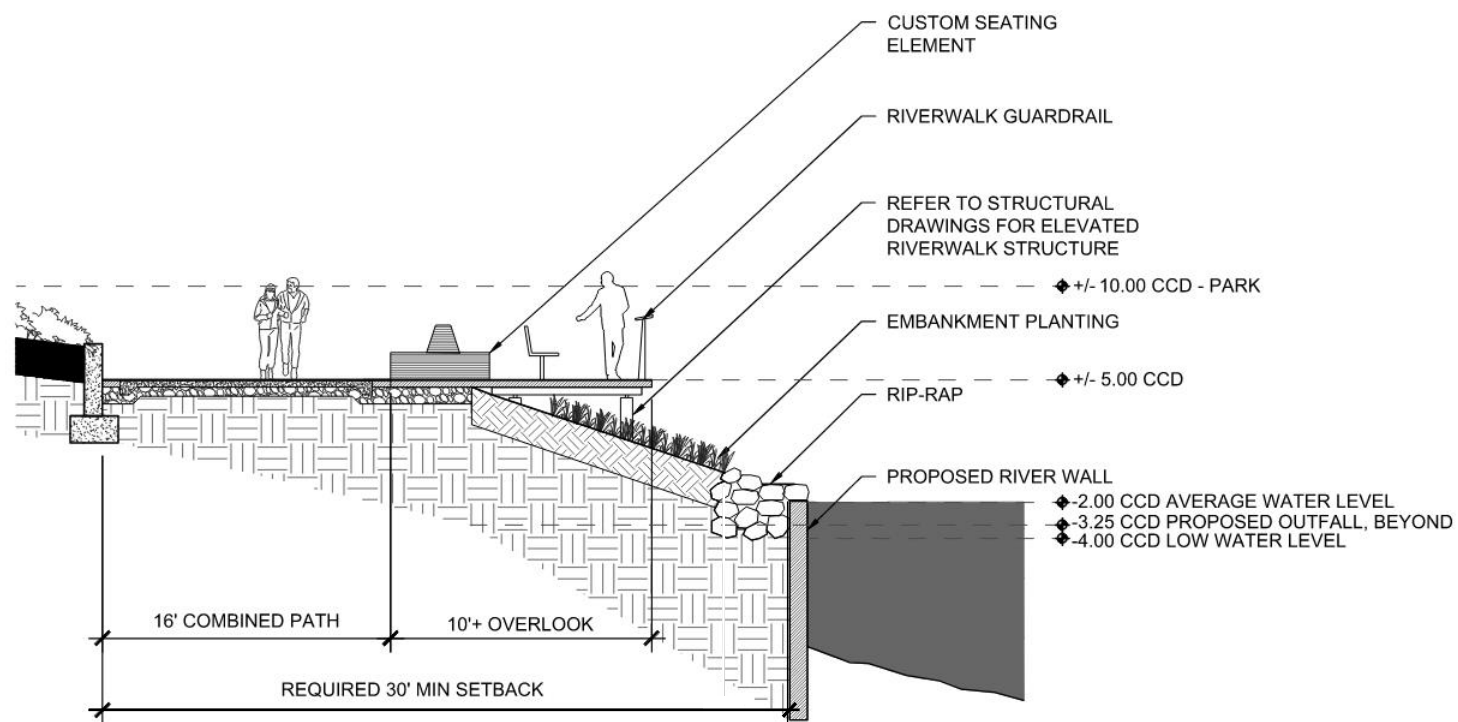 CUSTOM SEATING
ELEMENT
RIVERWALK GUARDRAIL
REFER TO STRUCTURAL
DRAWINGS FOR ELEVATED
RIVERWALK STRUCTURE
+/- 10.00 CCD - PARK
EMBANKMENT PLANTING
+/- 5.00 CCD
RIP-RAP
PROPOSED RIVER WALL
-2.00 CCD AVERAGE WATER LEVEL
-3.25 CCD PROPOSED OUTFALL, BEYOND
-4.00 CCD LOW WATER LEVEL
16' COMBINED PATH
10'+ OVERLOOK
REQUIRED 30' MIN SETBACK